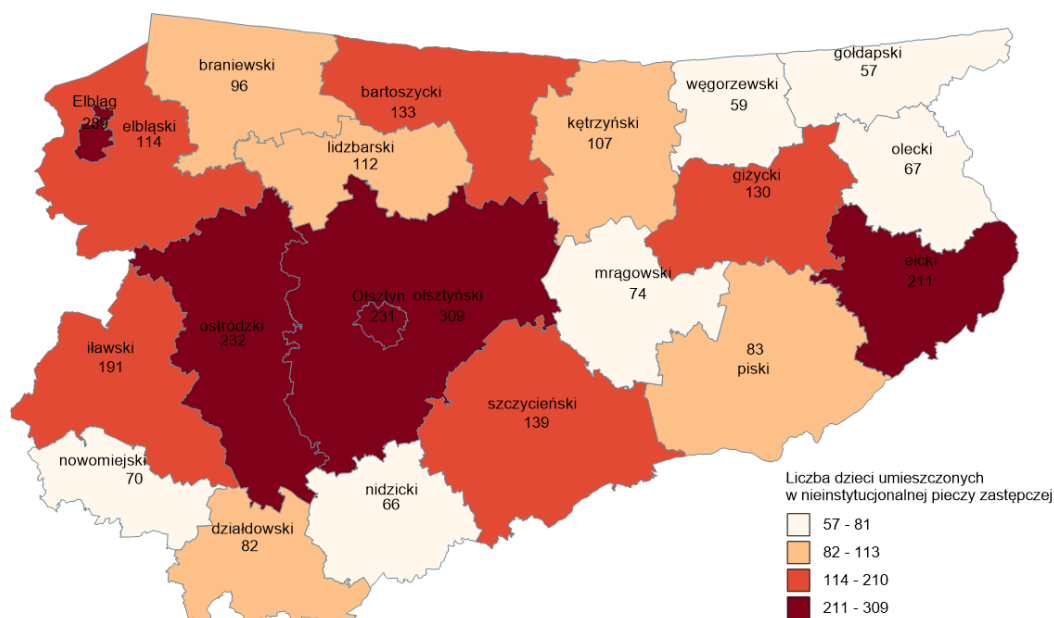 gołdapski
57
braniewski
96
węgorzewski
59
bartoszycki
133
Elbląg
289
elbląski
114
kętrzyński
107
lidzbarski
112
olecki
67
giżycki
130
ełcki
211
mrągowski
74
Olsztyn
231
olsztyński
309
ostródzki
232
iławski
191
83
piski
szczycieński
139
nowomiejski
70
nidzicki
66
działdowski
82
Liczba dzieci umieszczonych
w nieinstytucjonalnej pieczy zastępczej
57 - 81
82 - 113
114 - 210
211 - 309